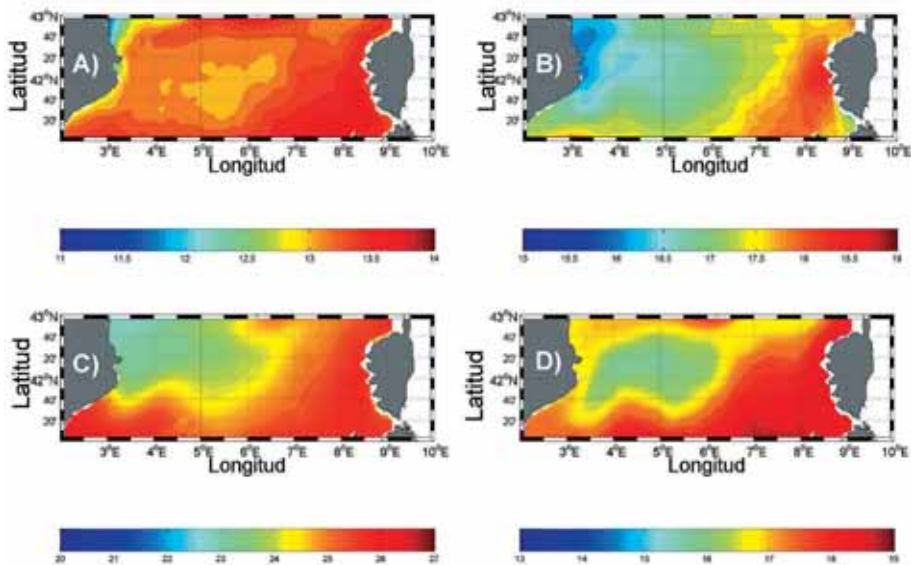 43°N
40'
20'
42°N
40'
20'
Latitud
A)
3°E 4°E 5°E 6°E 7°E 8°E 9°E 10°E
Longitud
11 11.5 12 12.5 13 13.5 14
43°N
40'
20'
42°N
40'
20'
Latitud
B)
3°E 4°E 5°E 6°E 7°E 8°E 9°E 10°E
Longitud
15 15.5 16 16.5 17 17.5 18 18.5 19
43°N
40'
20'
42°N
40'
20'
Latitud
C)
3°E 4°E 5°E 6°E 7°E 8°E 9°E 10°E
Longitud
20 21 22 23 24 25 26 27
43°N
40'
20'
42°N
40'
20'
Latitud
D)
3°E 4°E 5°E 6°E 7°E 8°E 9°E 10°E
Longitud
13 14 15 16 17 18 19